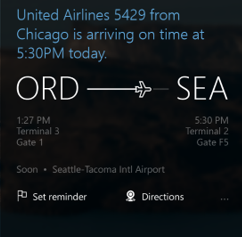 United Airlines 5429 from
Chicago is arriving on time at
5:30PM today.
ORD SEA
1:27 PM 5:30 PM
Terminal 3 Terminal 2
Gate 1 Gate F5
Soon • Seattle-Tacoma Intl Airport
Set reminder Directions ...